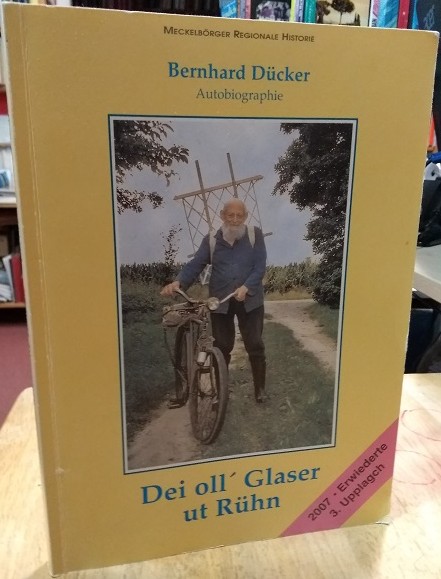 MECKELBÖRGER REGIONALE HISTORIE
Bernhard Dücker
Autobiographie
Dei oll´ Glaser
ut Rühn
2007 · Erwiederte
3. Upplagch